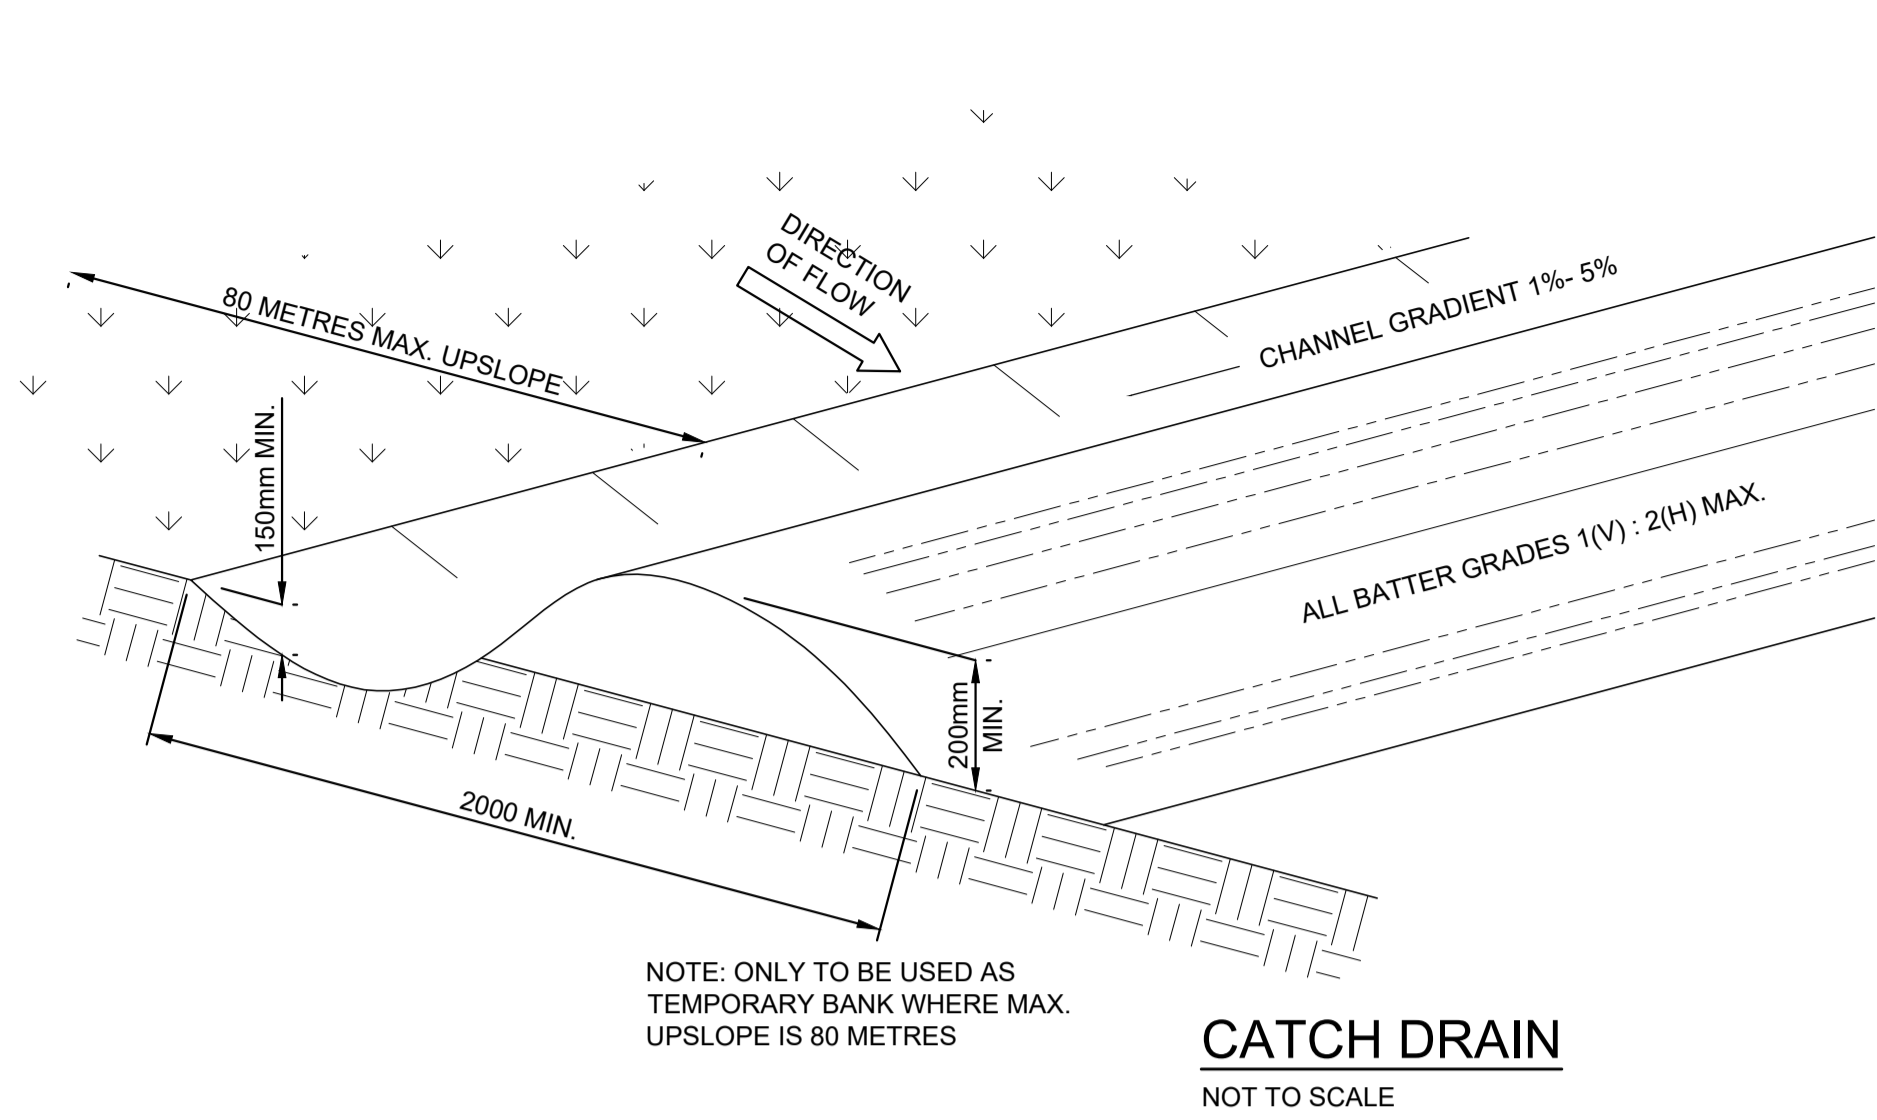 DIRECTION
OF FLOW
80 METRES MAX. UPSLOPE
CHANNEL GRADIENT 1%- 5%
150mm MIN.
ALL BATTER GRADES 1(V) : 2(H) MAX.
200mm
MIN.
2000 MIN.
NOTE: ONLY TO BE USED AS
TEMPORARY BANK WHERE MAX.
UPSLOPE IS 80 METRES
CATCH DRAIN
NOT TO SCALE